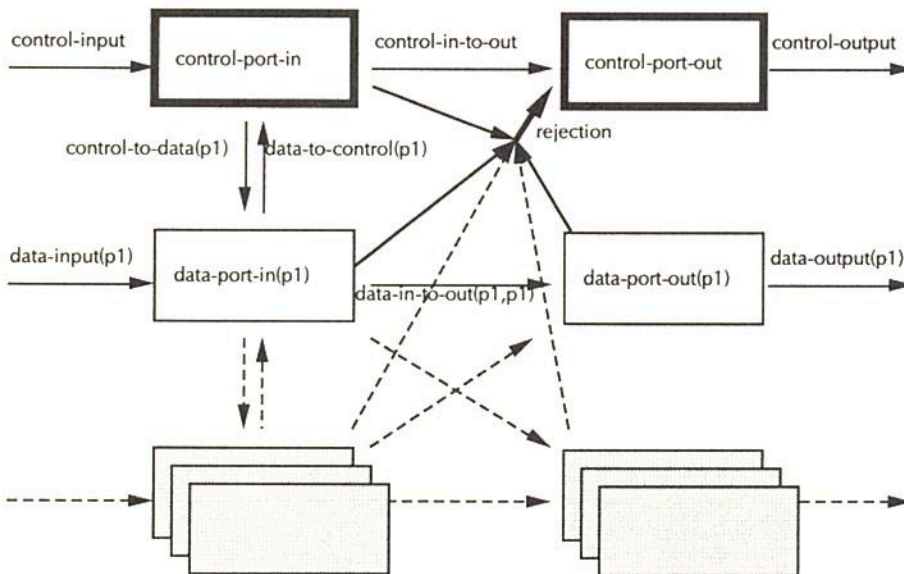 control-input
control-port-in
control-in-to-out
control-port-out
control-output
rejection
control-to-data(p1)
data-to-control(p1)
data-input(p1)
data-port-in(p1)
data-in-to-out(p1,p1)
data-port-out(p1)
data-output(p1)